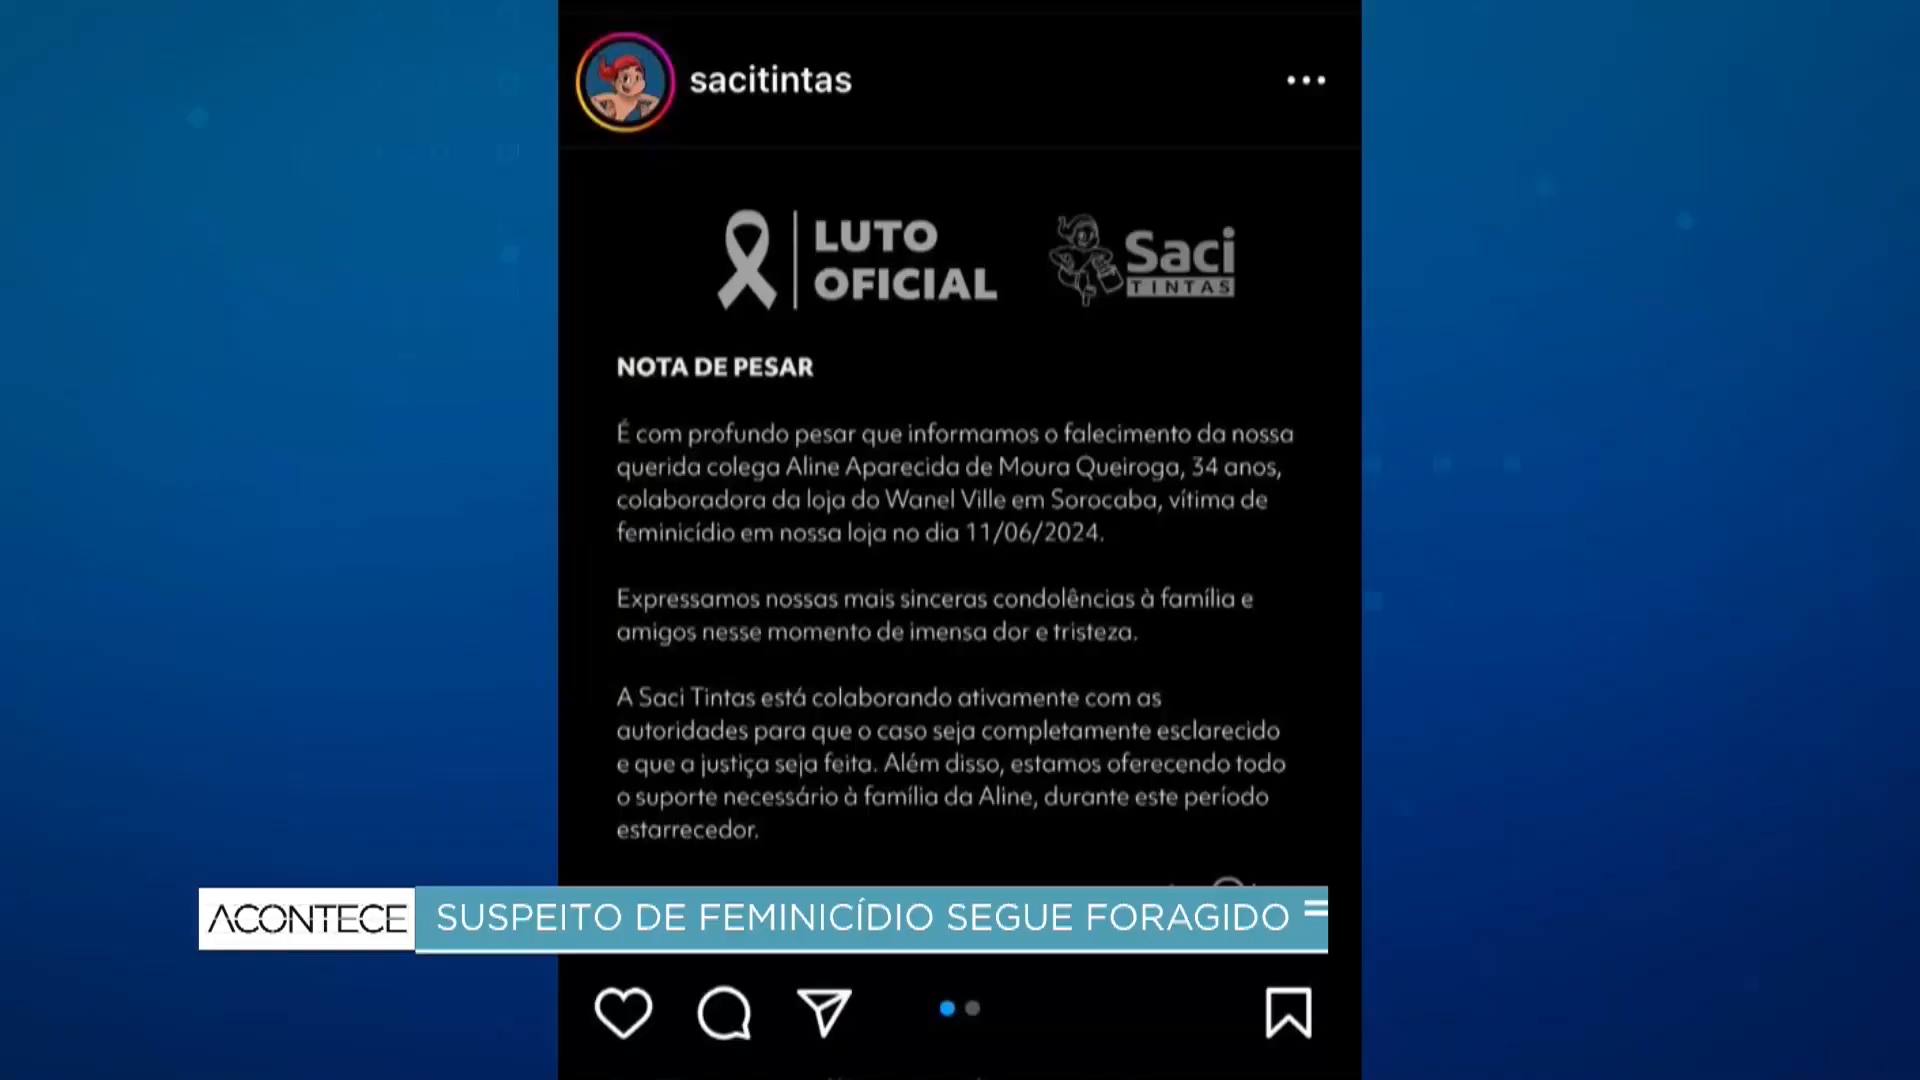 sacitintas
LUTO
OFICIAL
Saci
TINTAS
NOTA DE PESAR
É com profundo pesar que informamos o falecimento da nossa
querida colega Aline Aparecida de Moura Queiroga, 34 anos,
colaboradora da loja do Wanel Ville em Sorocaba, vítima de
feminicídio em nossa loja no dia 11/06/2024.
Expressamos nossas mais sinceras condolências à família e
amigos nesse momento de imensa dor e tristeza.
A Saci Tintas está colaborando ativamente com as
autoridades para que o caso seja completamente esclarecido
e que a justiça seja feita. Além disso, estamos oferecendo todo
o suporte necessário à família da Aline, durante este período
estarrecedor.
ACONTECE
SUSPEITO DE FEMINICÍDIO SEGUE FORAGIDO